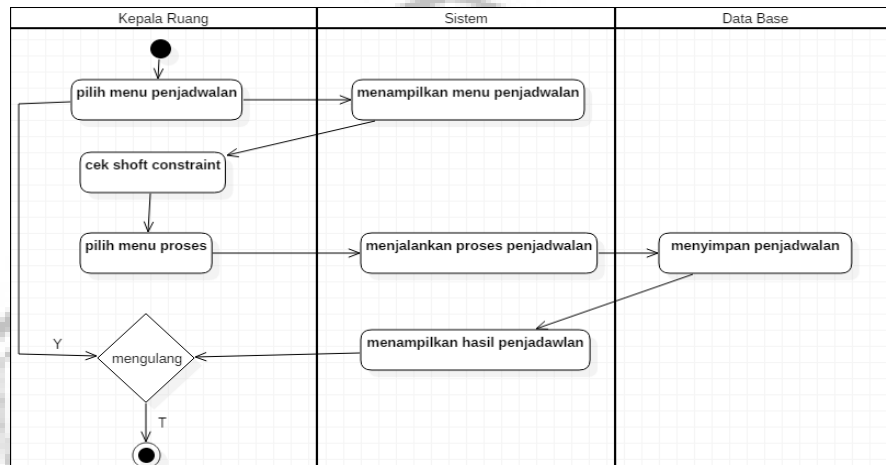 Kepala Ruang
Sistem
Data Base
pilih menu penjadwalan
menampilkan menu penjadwalan
cek shoft constraint
pilih menu proses
menjalankan proses penjadwalan
menyimpan penjadwalan
menampilkan hasil penjadawlan
Y
mengulang
T